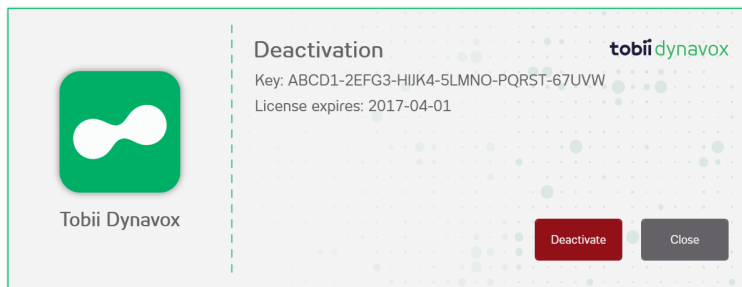 Deactivation
tobii dynavox
Key: ABCD1-2EFG3-HIJK4-5LMNO-PQRST-67UVW
License expires: 2017-04-01
Tobii Dynavox
Deactivate
Close